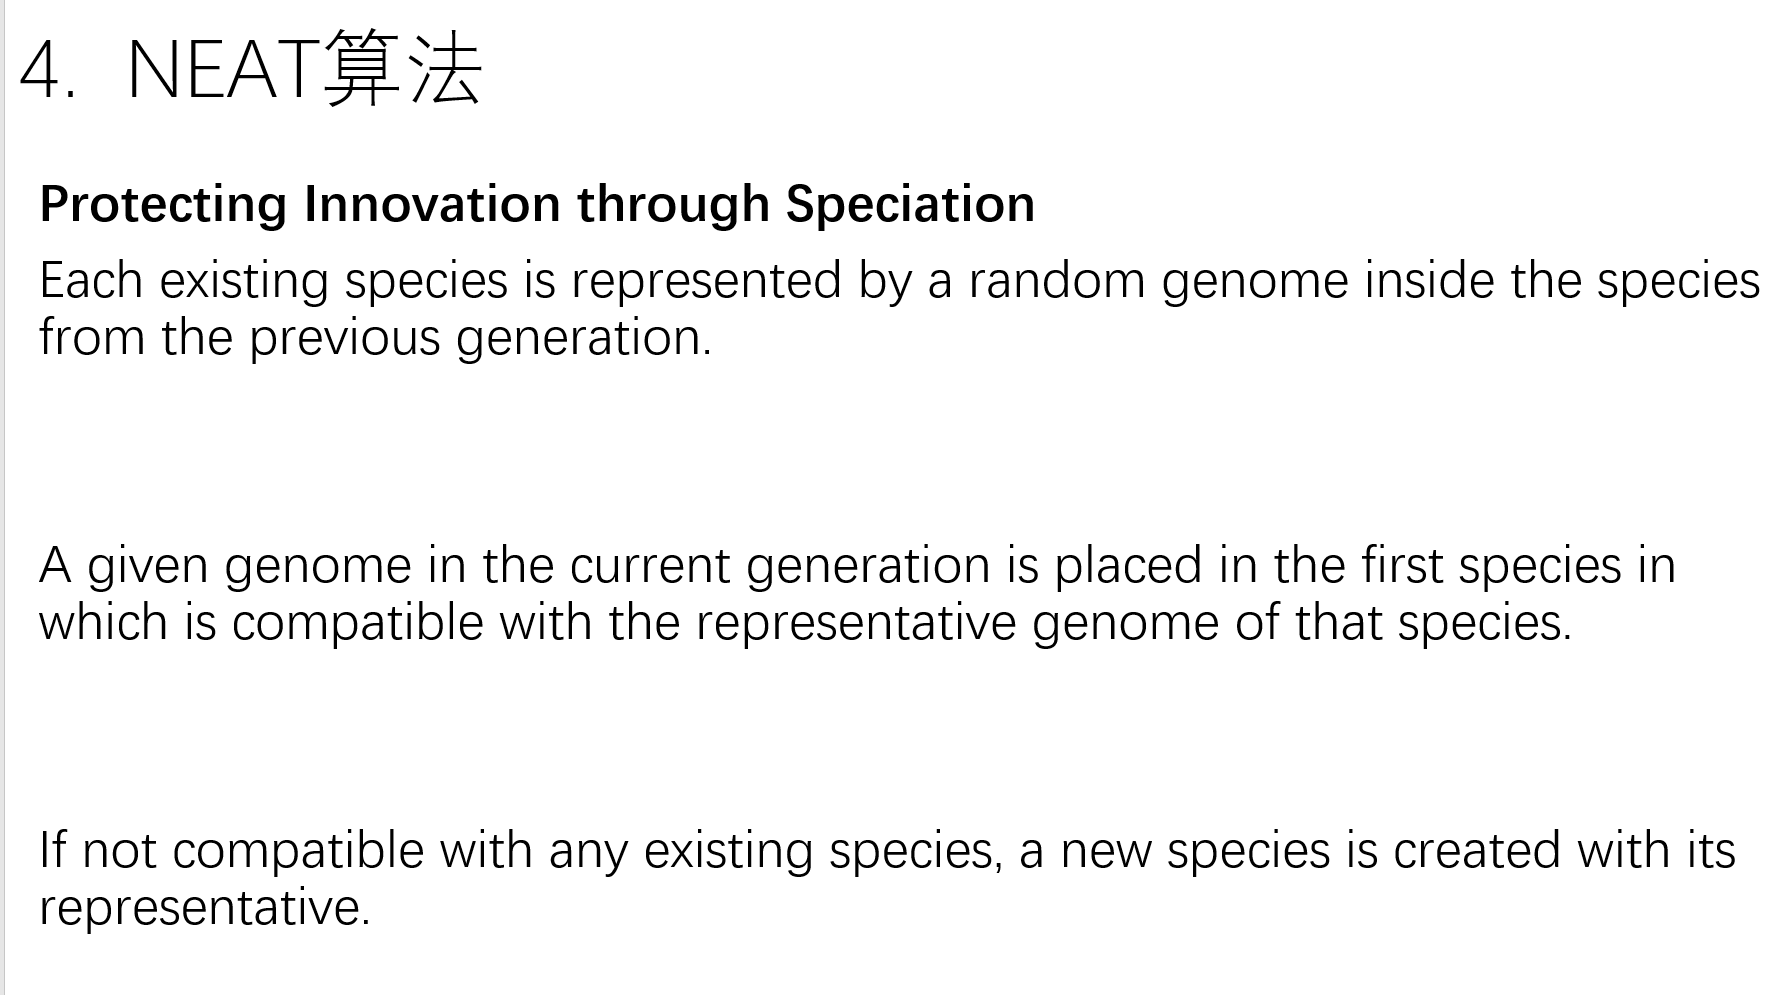 4. NEAT算法
Protecting Innovation through Speciation
Each existing species is represented by a random genome inside the species
from the previous generation.
A given genome in the current generation is placed in the first species in
which is compatible with the representative genome of that species.
If not compatible with any existing species, a new species is created with its
representative.